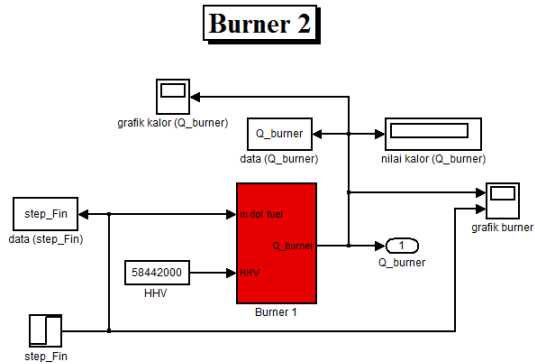 Burner 2
grafik kalor (Q_burner)
Q_burner
data (Q_burner)
nilai kalor (Q_burner)
step_Fin
data (step_Fin)
m dot fuel
Q_burner
HHV
Burner 1
58442000
HHV
1
Q_burner
grafik burner
step_Fin